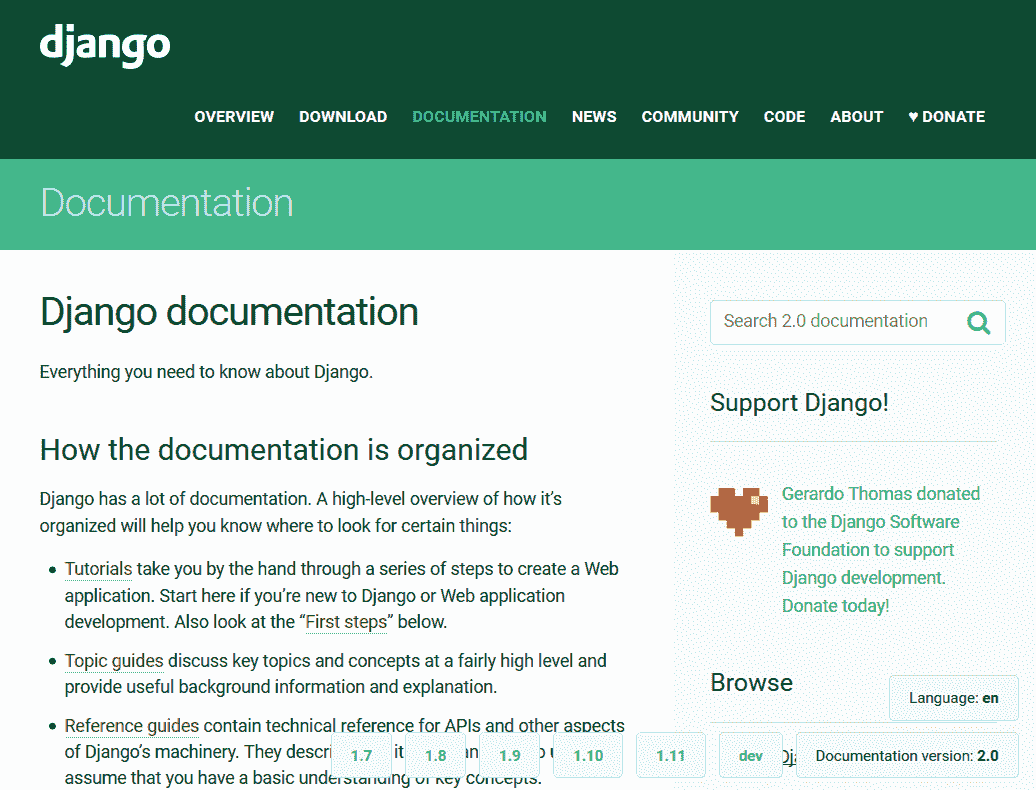 django
OVERVIEW DOWNLOAD DOCUMENTATION NEWS COMMUNITY CODE ABOUT ♥ DONATE
Documentation
Django documentation
Everything you need to know about Django.
How the documentation is organized
Django has a lot of documentation. A high-level overview of how it’s
organized will help you know where to look for certain things:
Tutorials take you by the hand through a series of steps to create a Web
application. Start here if you’re new to Django or Web application
development. Also look at the “First steps” below.
Topic guides discuss key topics and concepts at a fairly high level and
provide useful background information and explanation.
Reference guides contain technical reference for APIs and other aspects
of Django’s machinery. They
assume that you have a basic understanding of key concepts.
Search 2.0 documentation
Support Django!
Gerardo Thomas donated
to the Django Software
Foundation to support
Django development.
Donate today!
Browse
Language: en
1.7 1.8 1.9 1.10 1.11 dev Documentation version: 2.0